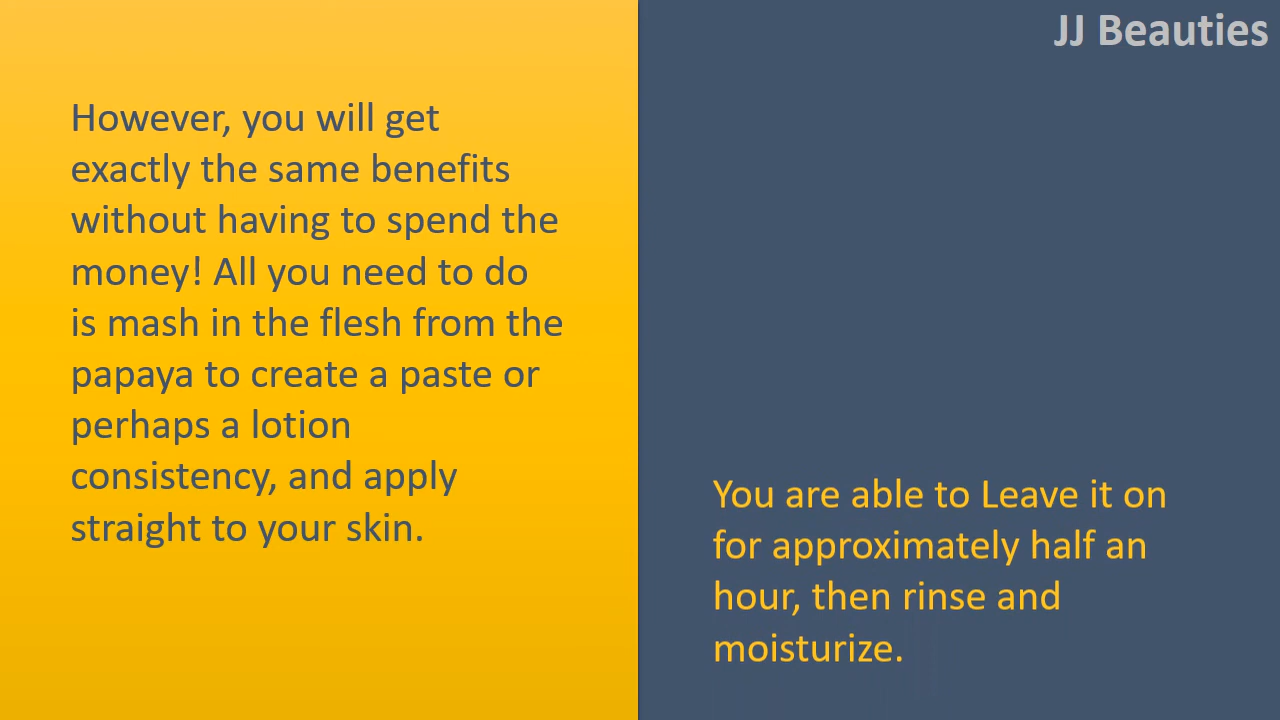 JJ Beauties
However, you will get
exactly the same benefits
without having to spend the
money! All you need to do
is mash in the flesh from the
papaya to create a paste or
perhaps a lotion
consistency, and apply
straight to your skin.
You are able to Leave it on
for approximately half an
hour, then rinse and
moisturize.